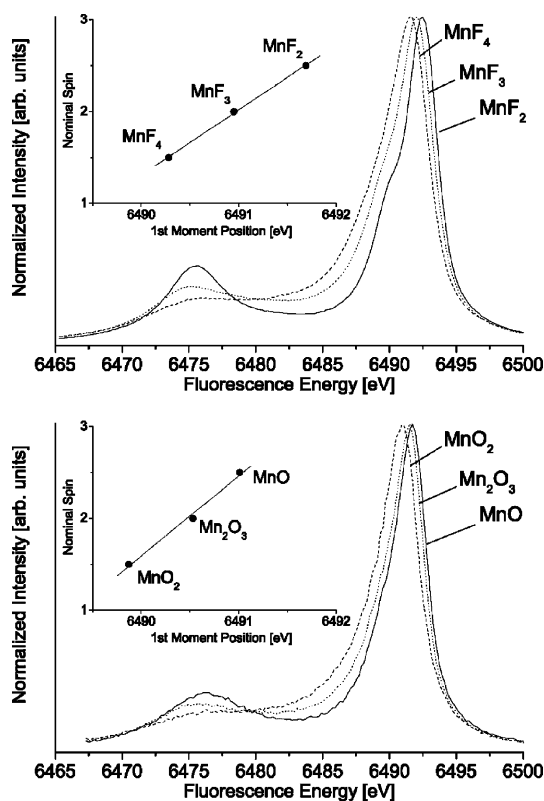 Normalized Intensity [arb. units]
Nominal Spin
3
2
1
MnF4
MnF3
MnF2
6490 6491 6492
1st Moment Position [eV]
MnF4
MnF3
MnF2
6465 6470 6475 6480 6485 6490 6495 6500
Fluorescence Energy [eV]
Normalized Intensity [arb. units]
Nominal Spin
3
2
1
MnO
Mn2O3
MnO2
6490 6491 6492
1st Moment Position [eV]
MnO2
Mn2O3
MnO
6465 6470 6475 6480 6485 6490 6495 6500
Fluorescence Energy [eV]